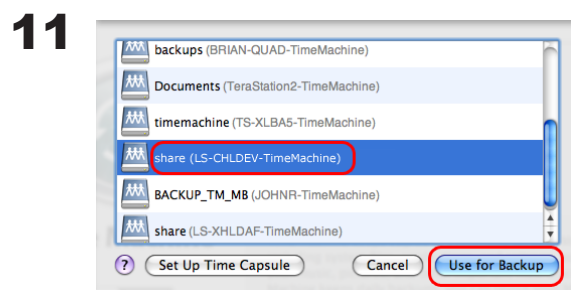 11
backups (BRIAN-QUAD-TimeMachine)
Documents (TeraStation2-TimeMachine)
timemachine (TS-XLBA5-TimeMachine)
share (LS-CHLDEV-TimeMachine)
BACKUP_TM_MB (JOHNR-TimeMachine)
share (LS-XHLDAF-TimeMachine)
? Set Up Time Capsule Cancel Use for Backup